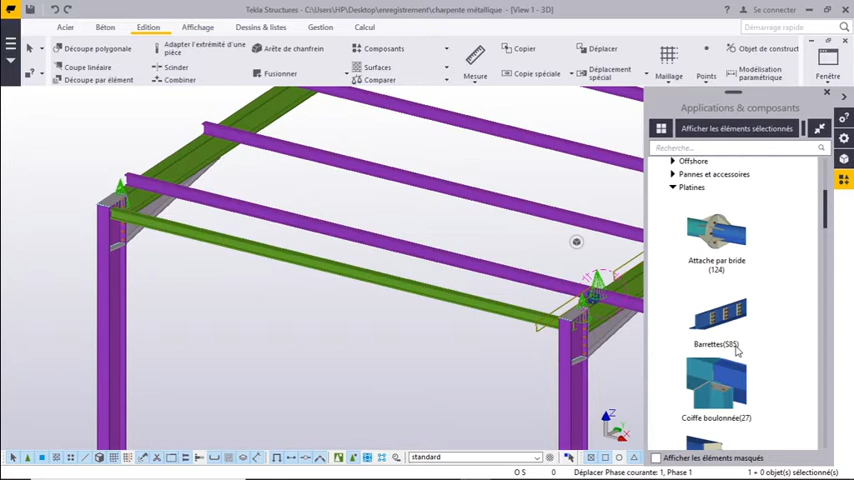 Tekla Structures - C:\Users\HP\Desktop\enregistrement\charpente métallique - [View 1 - 3D]
Se connecter
Acier Béton Edition Affichage Dessins & listes Gestion Calcul
Démarrage rapide
Découpe polygonale
Adapter l'extrémité d'une pièce
Arête de chanfrein
Composants
Copier
Déplacer
Objet de construct
Coupe linéaire
Scinder
Surfaces
Fusionner
Copie spéciale
Déplacement spécial
Modélisation paramétrique
Découpe par élément
Combiner
Comparer
Mesure
Maillage
Points
Fenêtre
Applications & composants
Afficher les éléments sélectionnés
Recherche...
Offshore
Pannes et accessoires
Platines
Attache par bride (124)
Barrettes(S85)
Coiffe boulonnée(27)
Z
standard
Afficher les éléments masqués
O S 0 Déplacer Phase courante: 1, Phase 1 1 + 0 objet(s) sélectionné(s)